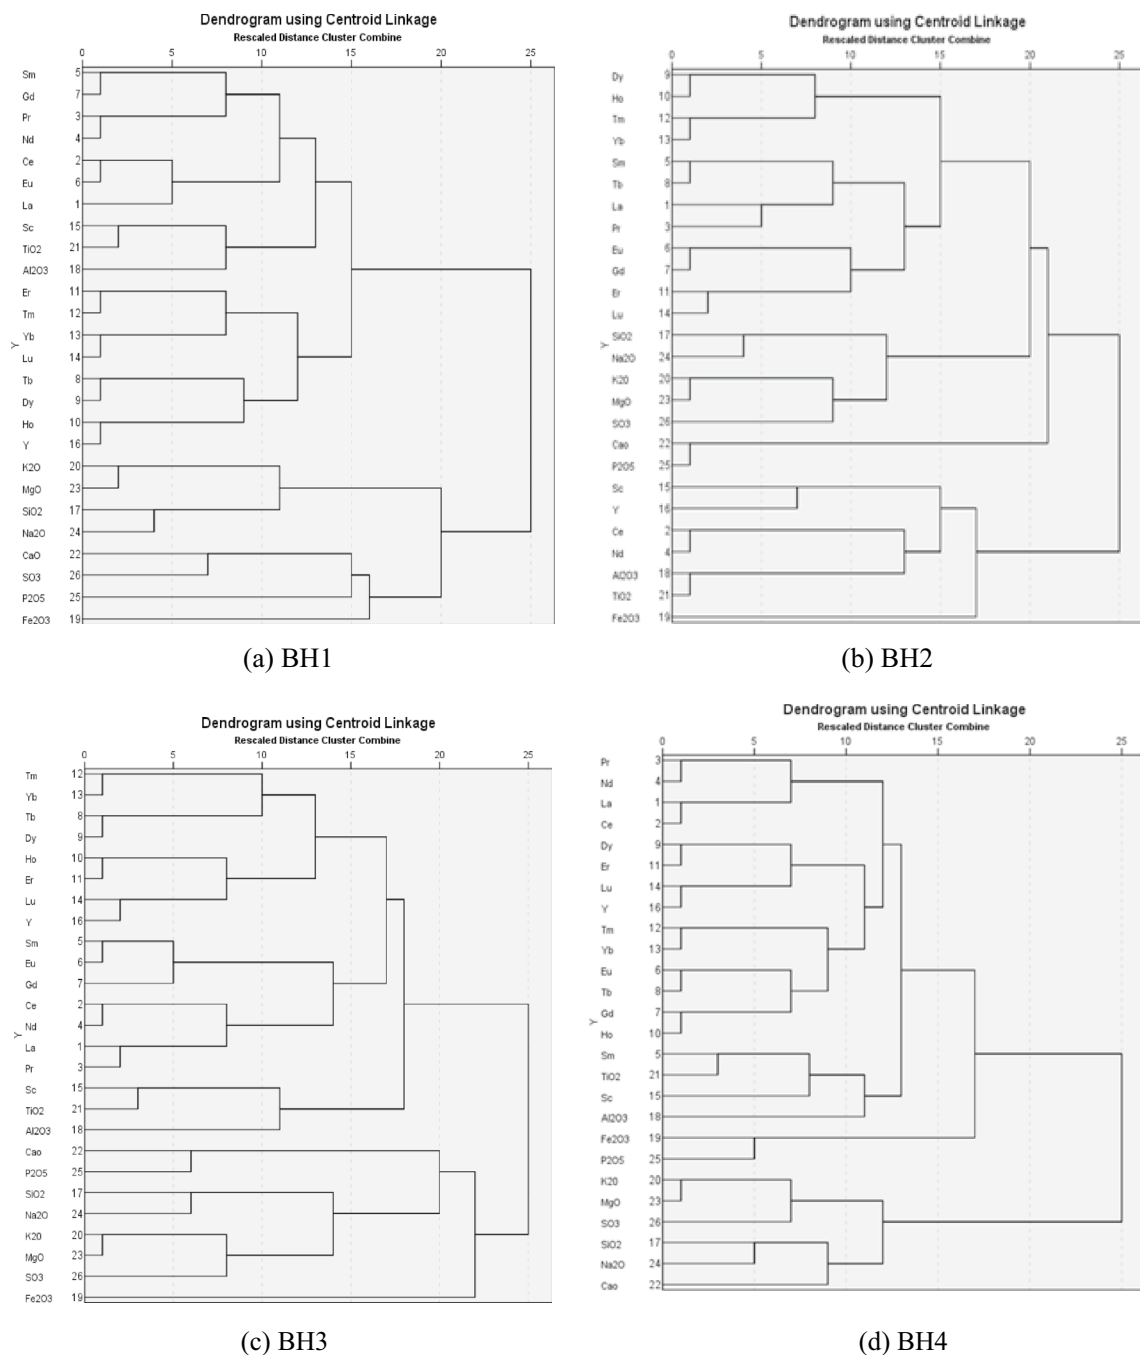 Dendrogram using Centroid Linkage
Rescaled Distance Cluster Combine
0 5 10 15 20 25
Sm 5
Gd 7
Pr 3
Nd 4
Ce 2
Eu 6
La 1
Sc 15
TiO2 21
Al2O3 18
Er 11
Tm 12
Yb 13
Lu 14
Y
Tb 8
Dy 9
Ho 10
Y 16
K2O 20
MgO 23
SiO2 17
Na2O 24
CaO 22
SO3 26
P2O5 25
Fe2O3 19
(a) BH1
Dendrogram using Centroid Linkage
Rescaled Distance Cluster Combine
0 5 10 15 20 25
Dy 9
Ho 10
Tm 12
Yb 13
Sm 5
Tb 8
La 1
Pr 3
Eu 6
Gd 7
Er 11
Lu 14
SiO2 17
Y
Na2O 24
K20 20
MgO 23
SO3 26
Cao 22
P2O5 25
Sc 15
Y 16
Ce 2
Nd 4
Al2O3 18
TiO2 21
Fe2O3 19
(b) BH2
Dendrogram using Centroid Linkage
Rescaled Distance Cluster Combine
0 5 10 15 20 25
Tm 12
Yb 13
Tb 8
Dy 9
Ho 10
Er 11
Lu 14
Y 16
Sm 5
Eu 6
Gd 7
Ce 2
Nd 4
Y
La 1
Pr 3
Sc 15
TiO2 21
Al2O3 18
Cao 22
P2O5 25
SiO2 17
Na2O 24
K20 20
MgO 23
SO3 26
Fe2O3 19
(c) BH3
Dendrogram using Centroid Linkage
Rescaled Distance Cluster Combine
0 5 10 15 20 25
Pr 3
Nd 4
La 1
Ce 2
Dy 9
Er 11
Lu 14
Y 16
Tm 12
Yb 13
Eu 6
Tb 8
Gd 7
Y
Ho 10
Sm 5
TiO2 21
Sc 15
Al2O3 18
Fe2O3 19
P2O5 25
K20 20
MgO 23
SO3 26
SiO2 17
Na2O 24
Cao 22
(d) BH4